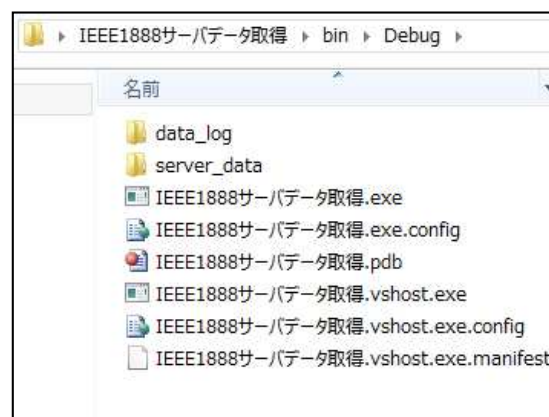 IEEE1888サーバデータ取得 bin Debug
名前
data_log
server_data
IEEE1888サーバデータ取得.exe
IEEE1888サーバデータ取得.exe.config
IEEE1888サーバデータ取得.pdb
IEEE1888サーバデータ取得.vshost.exe
IEEE1888サーバデータ取得.vshost.exe.config
IEEE1888サーバデータ取得.vshost.exe.manifest